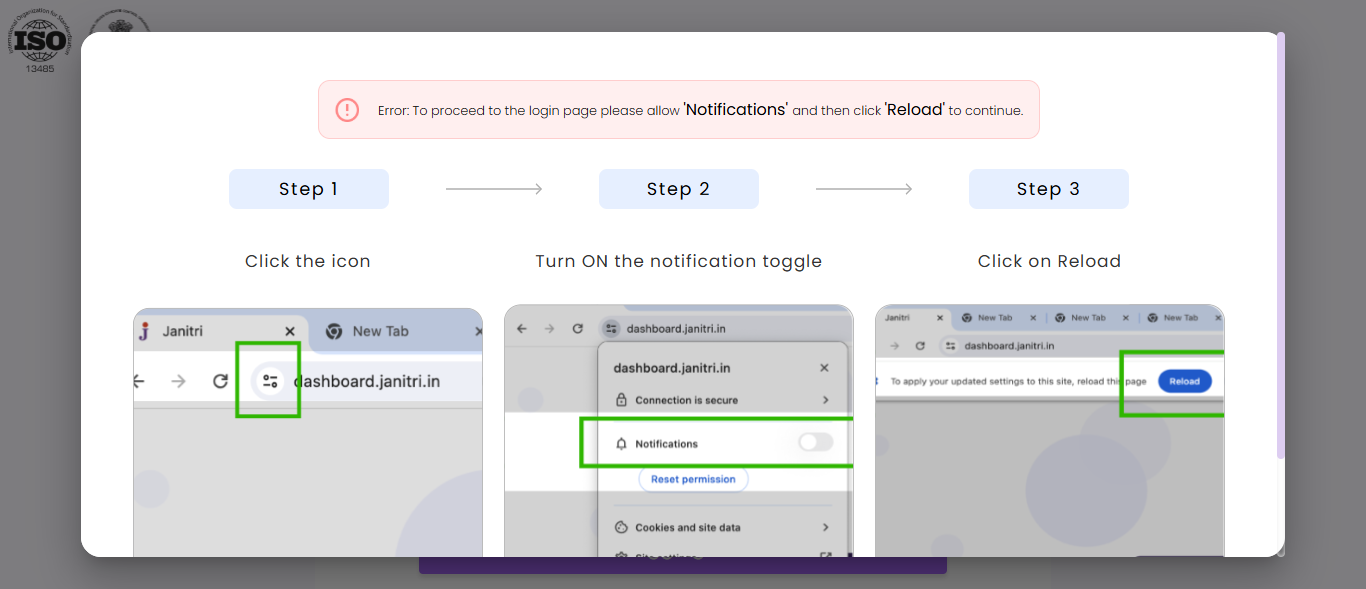 International Organization for Standardization
ISO
13485
Error: To proceed to the login page please allow 'Notifications' and then click 'Reload' to continue.
Step 1
Step 2
Step 3
Click the icon
Turn ON the notification toggle
Click on Reload
Janitri
New Tab
dashboard.janitri.in
dashboard.janitri.in
dashboard.janitri.in
Connection is secure
Notifications
Reset permission
Cookies and site data
Site settings
Janitri
New Tab
New Tab
New Tab
dashboard.janitri.in
To apply your updated settings to this site, reload this page
Reload